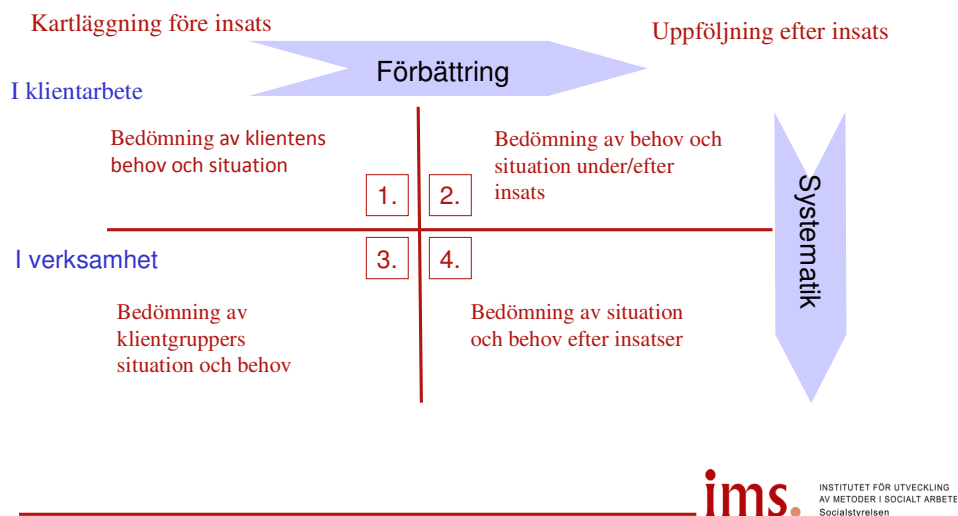 Kartläggning före insats
Uppföljning efter insats
Förbättring
I klientarbete
Bedömning av klientens
behov och situation
Bedömning av behov och
situation under/efter
insats
1.
2.
Systematik
I verksamhet
3.
4.
Bedömning av
klientgruppers
situation och behov
Bedömning av situation
och behov efter insatser
ims.
INSTITUTET FÖR UTVECKLING
AV METODER I SOCIALT ARBETE
Socialstyrelsen